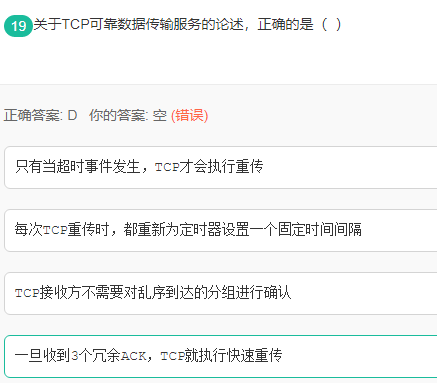 19 关于TCP可靠数据传输服务的论述，正确的是（ ）
正确答案: D 你的答案: 空 (错误)
只有当超时事件发生，TCP才会执行重传
每次TCP重传时，都重新为定时器设置一个固定时间间隔
TCP接收方不需要对乱序到达的分组进行确认
一旦收到3个冗余ACK，TCP就执行快速重传